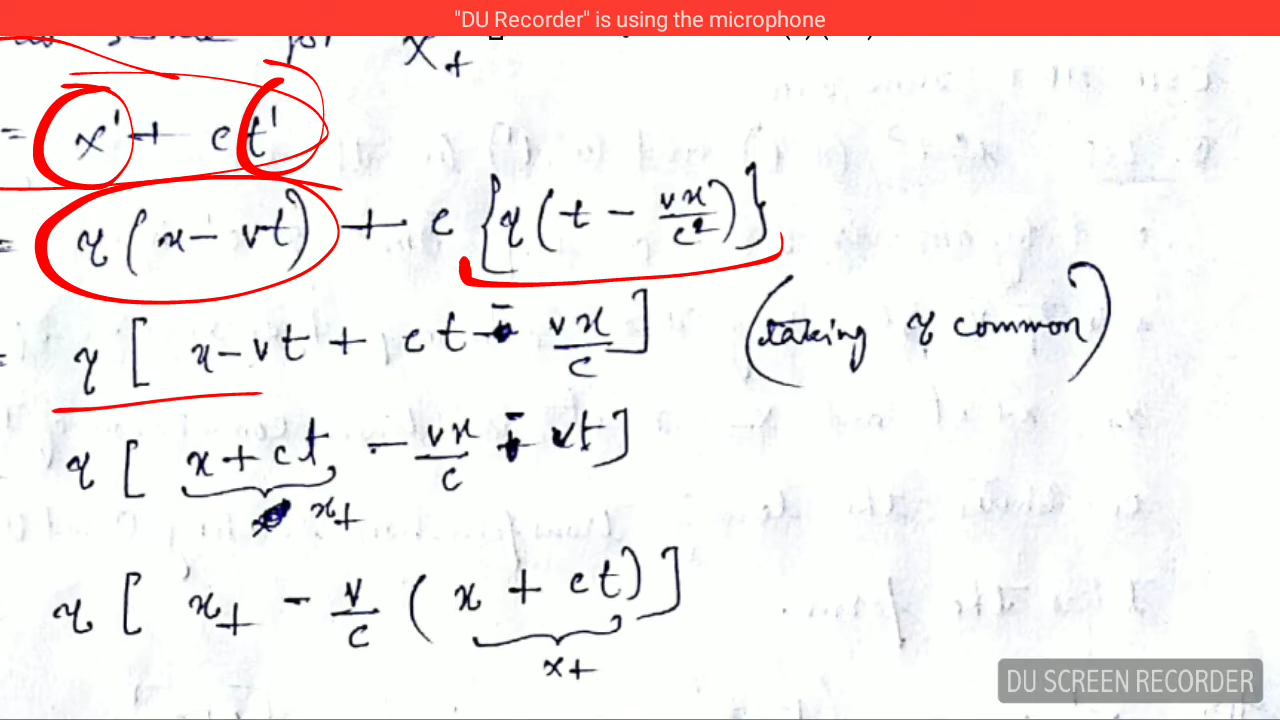 "DU Recorder" is using the microphone
for X₊
= x' + ct'
= γ(x - vt) + c{γ(t - vx/c²)}
= γ[x - vt + ct - vx/c] (taking γ common)
γ[x + ct - vx/c - vt]
x₊
γ[x₊ - v/c (x + ct)]
x₊
DU SCREEN RECORDER